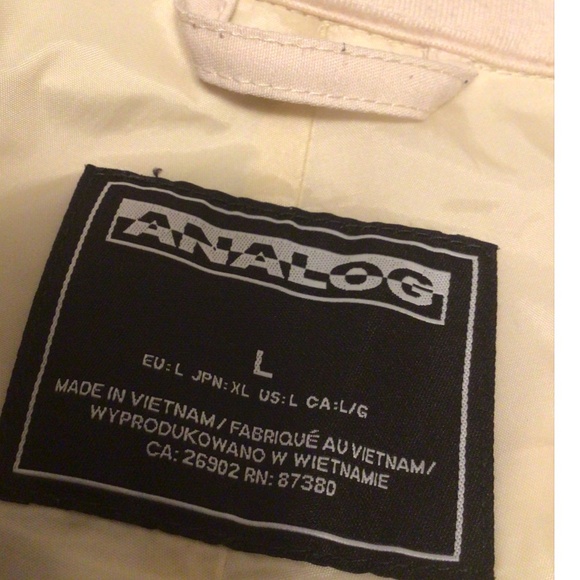 ANALOG
L
EU: L JPN: XL US: L CA: L/G
MADE IN VIETNAM / FABRIQUÉ AU VIETNAM /
WYPRODUKOWANO W WIETNAMIE
CA: 26902 RN: 87380